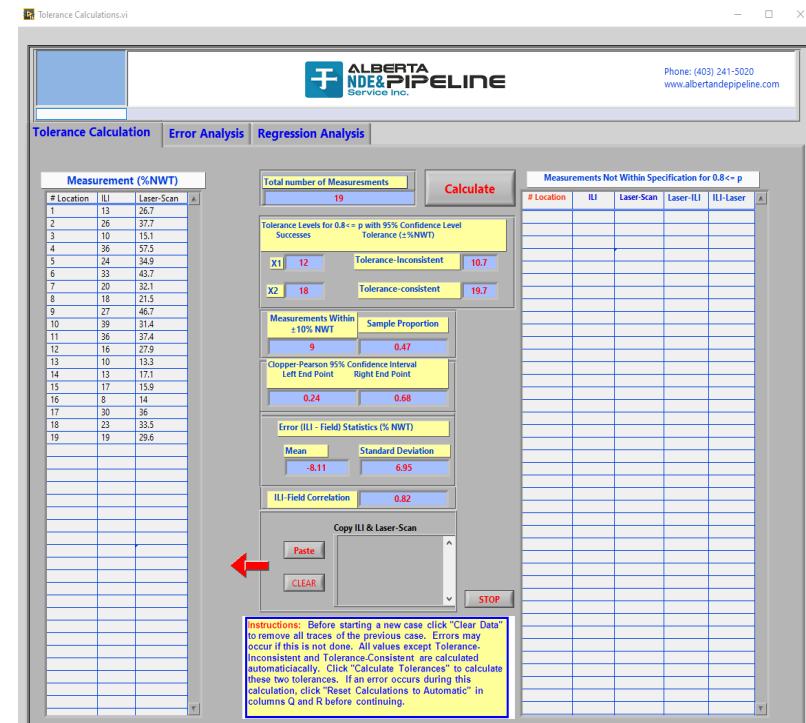 Tolerance Calculations.vi
ALBERTA
NDE& PIPELINE
Service Inc.
Phone: (403) 241-5020
www.albertandepipeline.com
Tolerance Calculation Error Analysis Regression Analysis
Measurement (%NWT)
# Location ILI Laser-Scan
1 13 26.7
2 26 37.7
3 10 15.1
4 36 57.5
5 24 34.9
6 33 43.7
7 20 32.1
8 18 21.5
9 27 46.7
10 39 31.4
11 36 37.4
12 16 27.9
13 10 13.3
14 13 17.1
15 17 15.9
16 8 14
17 30 36
18 23 33.5
19 19 29.6
Total number of Measuresments
19
Calculate
Tolerance Levels for 0.8<= p with 95% Confidence Level
Successes Tolerance (±%NWT)
X1 12 Tolerance-Inconsistent 10.7
X2 18 Tolerance-consistent 19.7
Measurements Within
±10% NWT
Sample Proportion
9 0.47
Clopper-Pearson 95% Confidence Interval
Left End Point Right End Point
0.24 0.68
Error (ILI - Field) Statistics (% NWT)
Mean Standard Deviation
-8.11 6.95
ILI-Field Correlation 0.82
Copy ILI & Laser-Scan
Paste
CLEAR
STOP
Instructions: Before starting a new case click "Clear Data"
to remove all traces of the previous case. Errors may
occur if this is not done. All values except Tolerance-
Inconsistent and Tolerance-Consistent are calculated
automaticiacally. Click "Calculate Tolerances" to calculate
these two tolerances. If an error occurs during this
calculation, click "Reset Calculations to Automatic" in
columns Q and R before continuing.
Measurements Not Within Specification for 0.8<= p
# Location ILI Laser-Scan Laser-ILI ILI-Laser